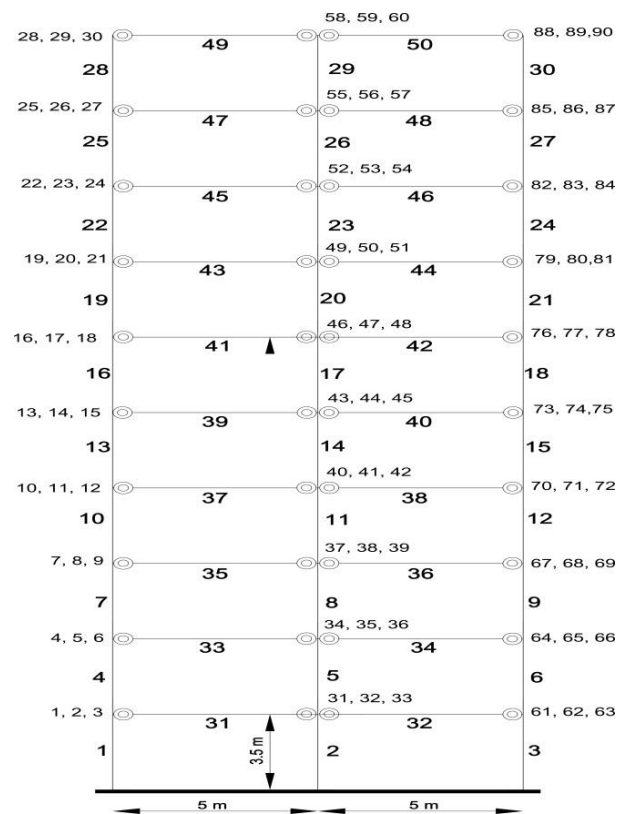 58, 59, 60
28, 29, 30
49
50
88, 89,90
28
29
30
55, 56, 57
25, 26, 27
47
48
85, 86, 87
25
26
27
52, 53, 54
22, 23, 24
45
46
82, 83, 84
22
23
24
49, 50, 51
19, 20, 21
43
44
79, 80,81
19
20
21
46, 47, 48
16, 17, 18
41
42
76, 77, 78
16
17
18
43, 44, 45
13, 14, 15
39
40
73, 74,75
13
14
15
40, 41, 42
10, 11, 12
37
38
70, 71, 72
10
11
12
37, 38, 39
7, 8, 9
35
36
67, 68, 69
7
8
9
34, 35, 36
4, 5, 6
33
34
64, 65, 66
4
5
6
31, 32, 33
1, 2, 3
31
32
61, 62, 63
3.5 m
1
2
3
5 m
5 m